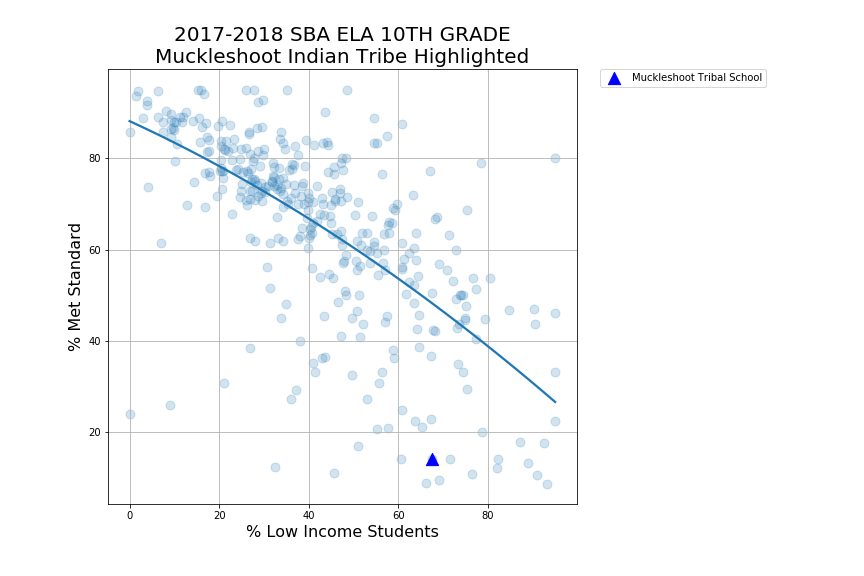 2017-2018 SBA ELA 10TH GRADE
Muckleshoot Indian Tribe Highlighted
Muckleshoot Tribal School
% Met Standard
80
60
40
20
0 20 40 60 80
% Low Income Students